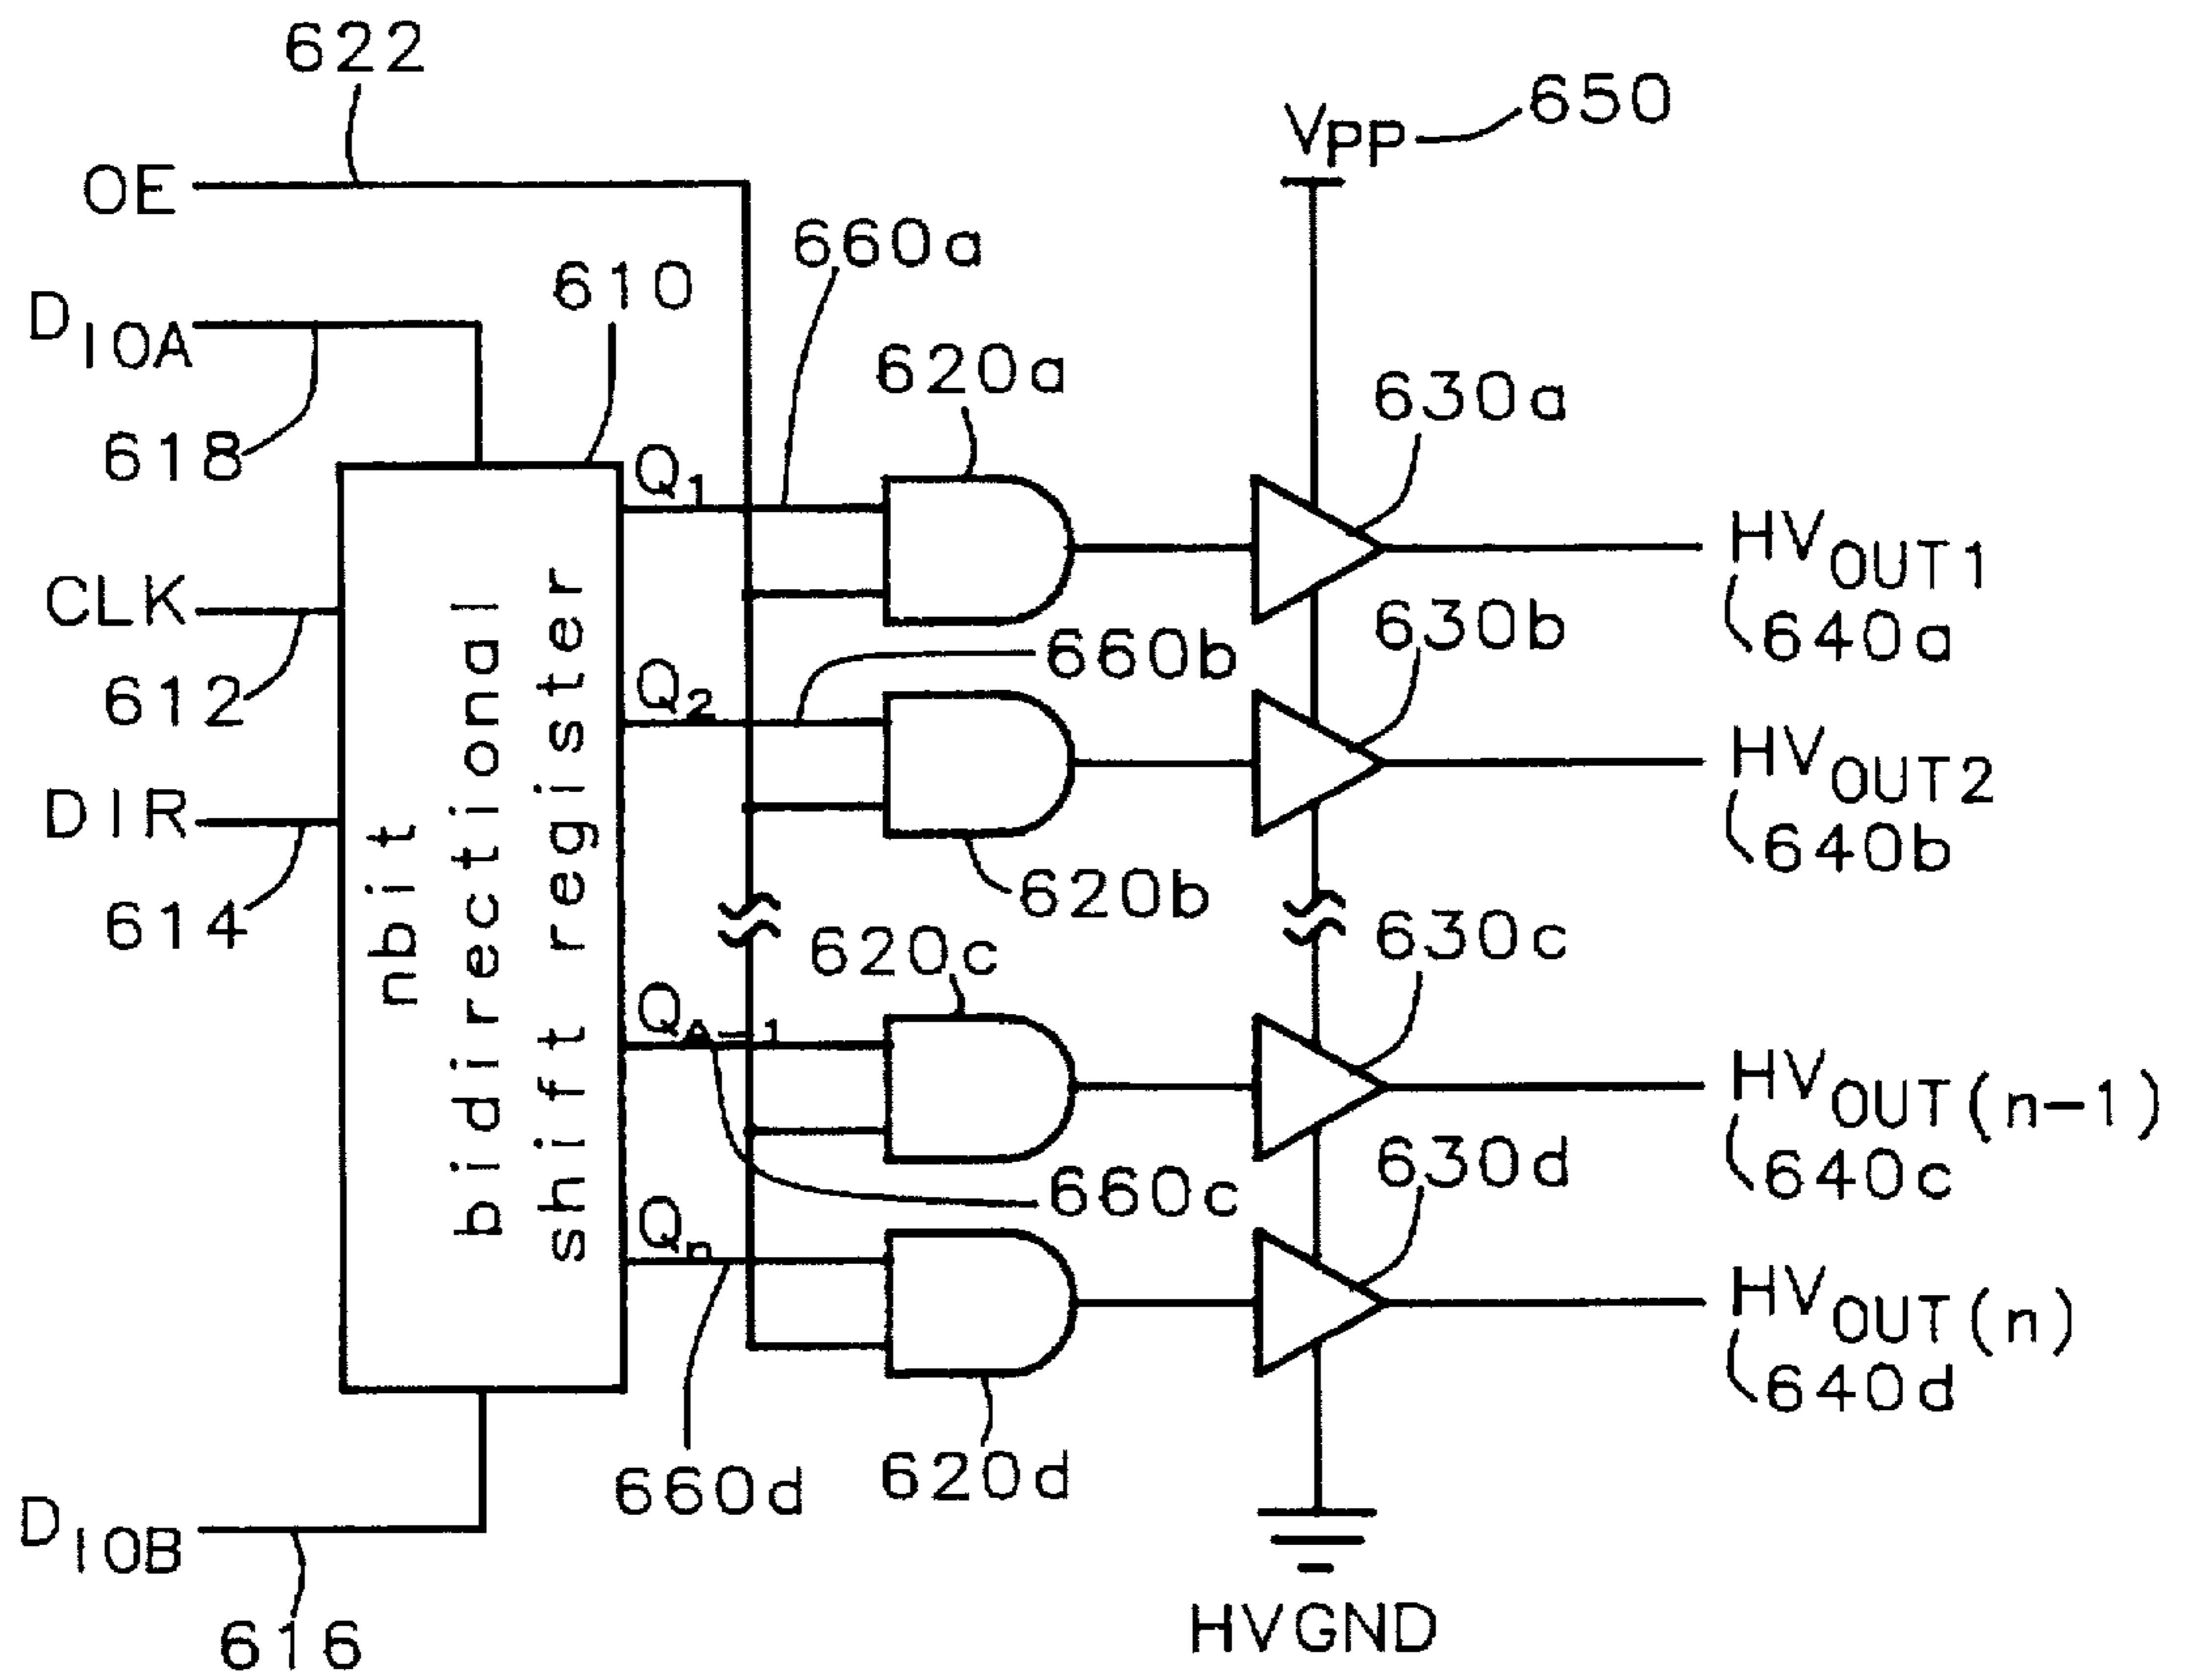 622
650
VPP
OE
660a
610
DIOA
620a
630a
618
Q1
HVOUT1
640a
CLK
612
630b
660b
Q2
HVOUT2
640b
DIR
614
nbit
bidirectional
shift register
620b
620c
630c
Q
HVOUT(n-1)
640c
630d
660c
Qn
HVOUT(n)
640d
660d
620d
DIOB
616
HVGND